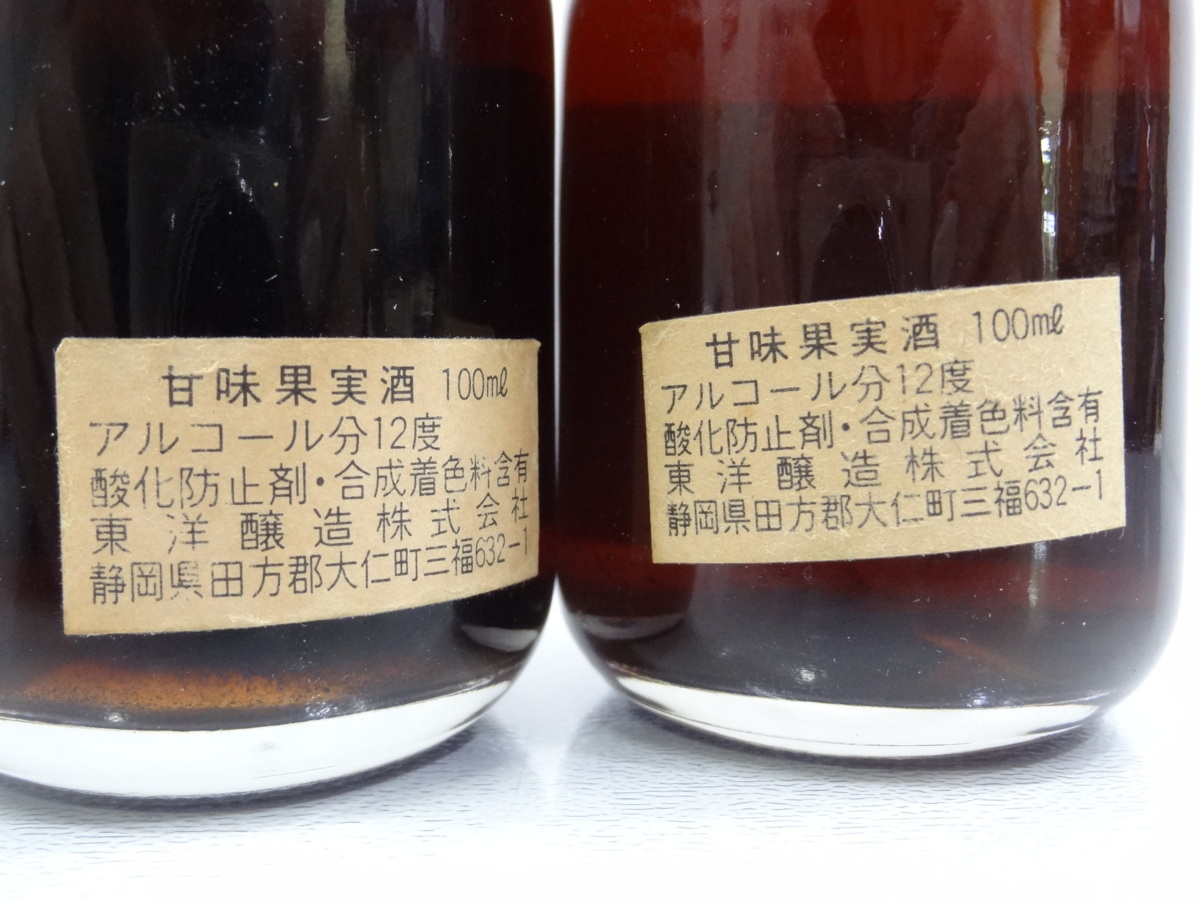 甘味果実酒 100ml
アルコール分12度
酸化防止剤・合成着色料含有
東洋醸造株式会社
静岡県田方郡大仁町三福632-1
甘味果実酒 100ml
アルコール分12度
酸化防止剤・合成着色料含有
東洋醸造株式会社
静岡県田方郡大仁町三福632-1